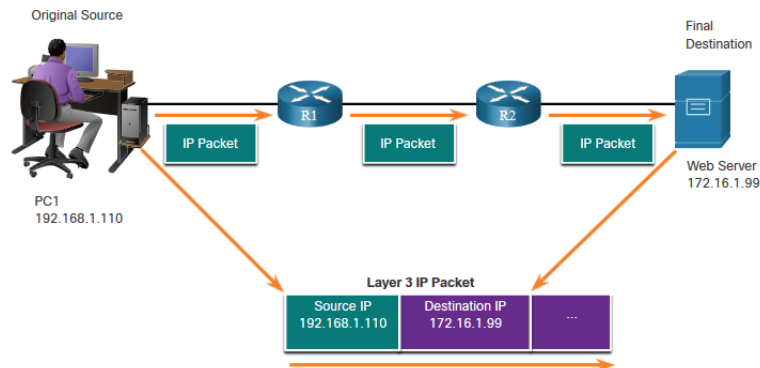 Original Source
Final
Destination
R1
R2
IP Packet
IP Packet
IP Packet
Web Server
172.16.1.99
PC1
192.168.1.110
Layer 3 IP Packet
Source IP
192.168.1.110
Destination IP
172.16.1.99
...